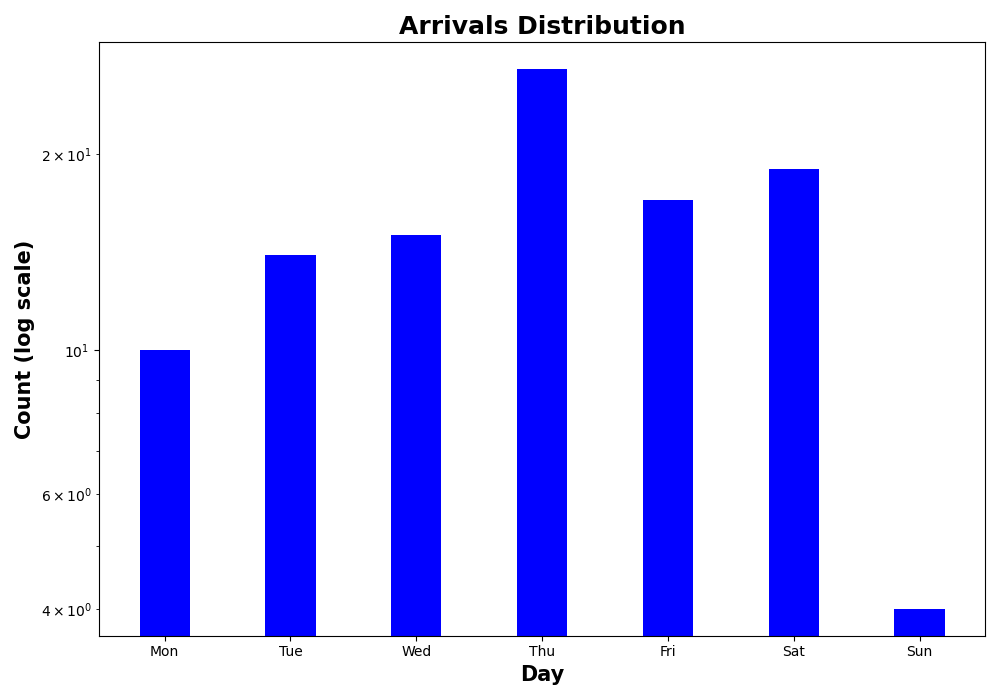 Arrivals Distribution
Count (log scale)
2 × 10¹
10¹
6 × 10⁰
4 × 10⁰
Mon Tue Wed Thu Fri Sat Sun
Day